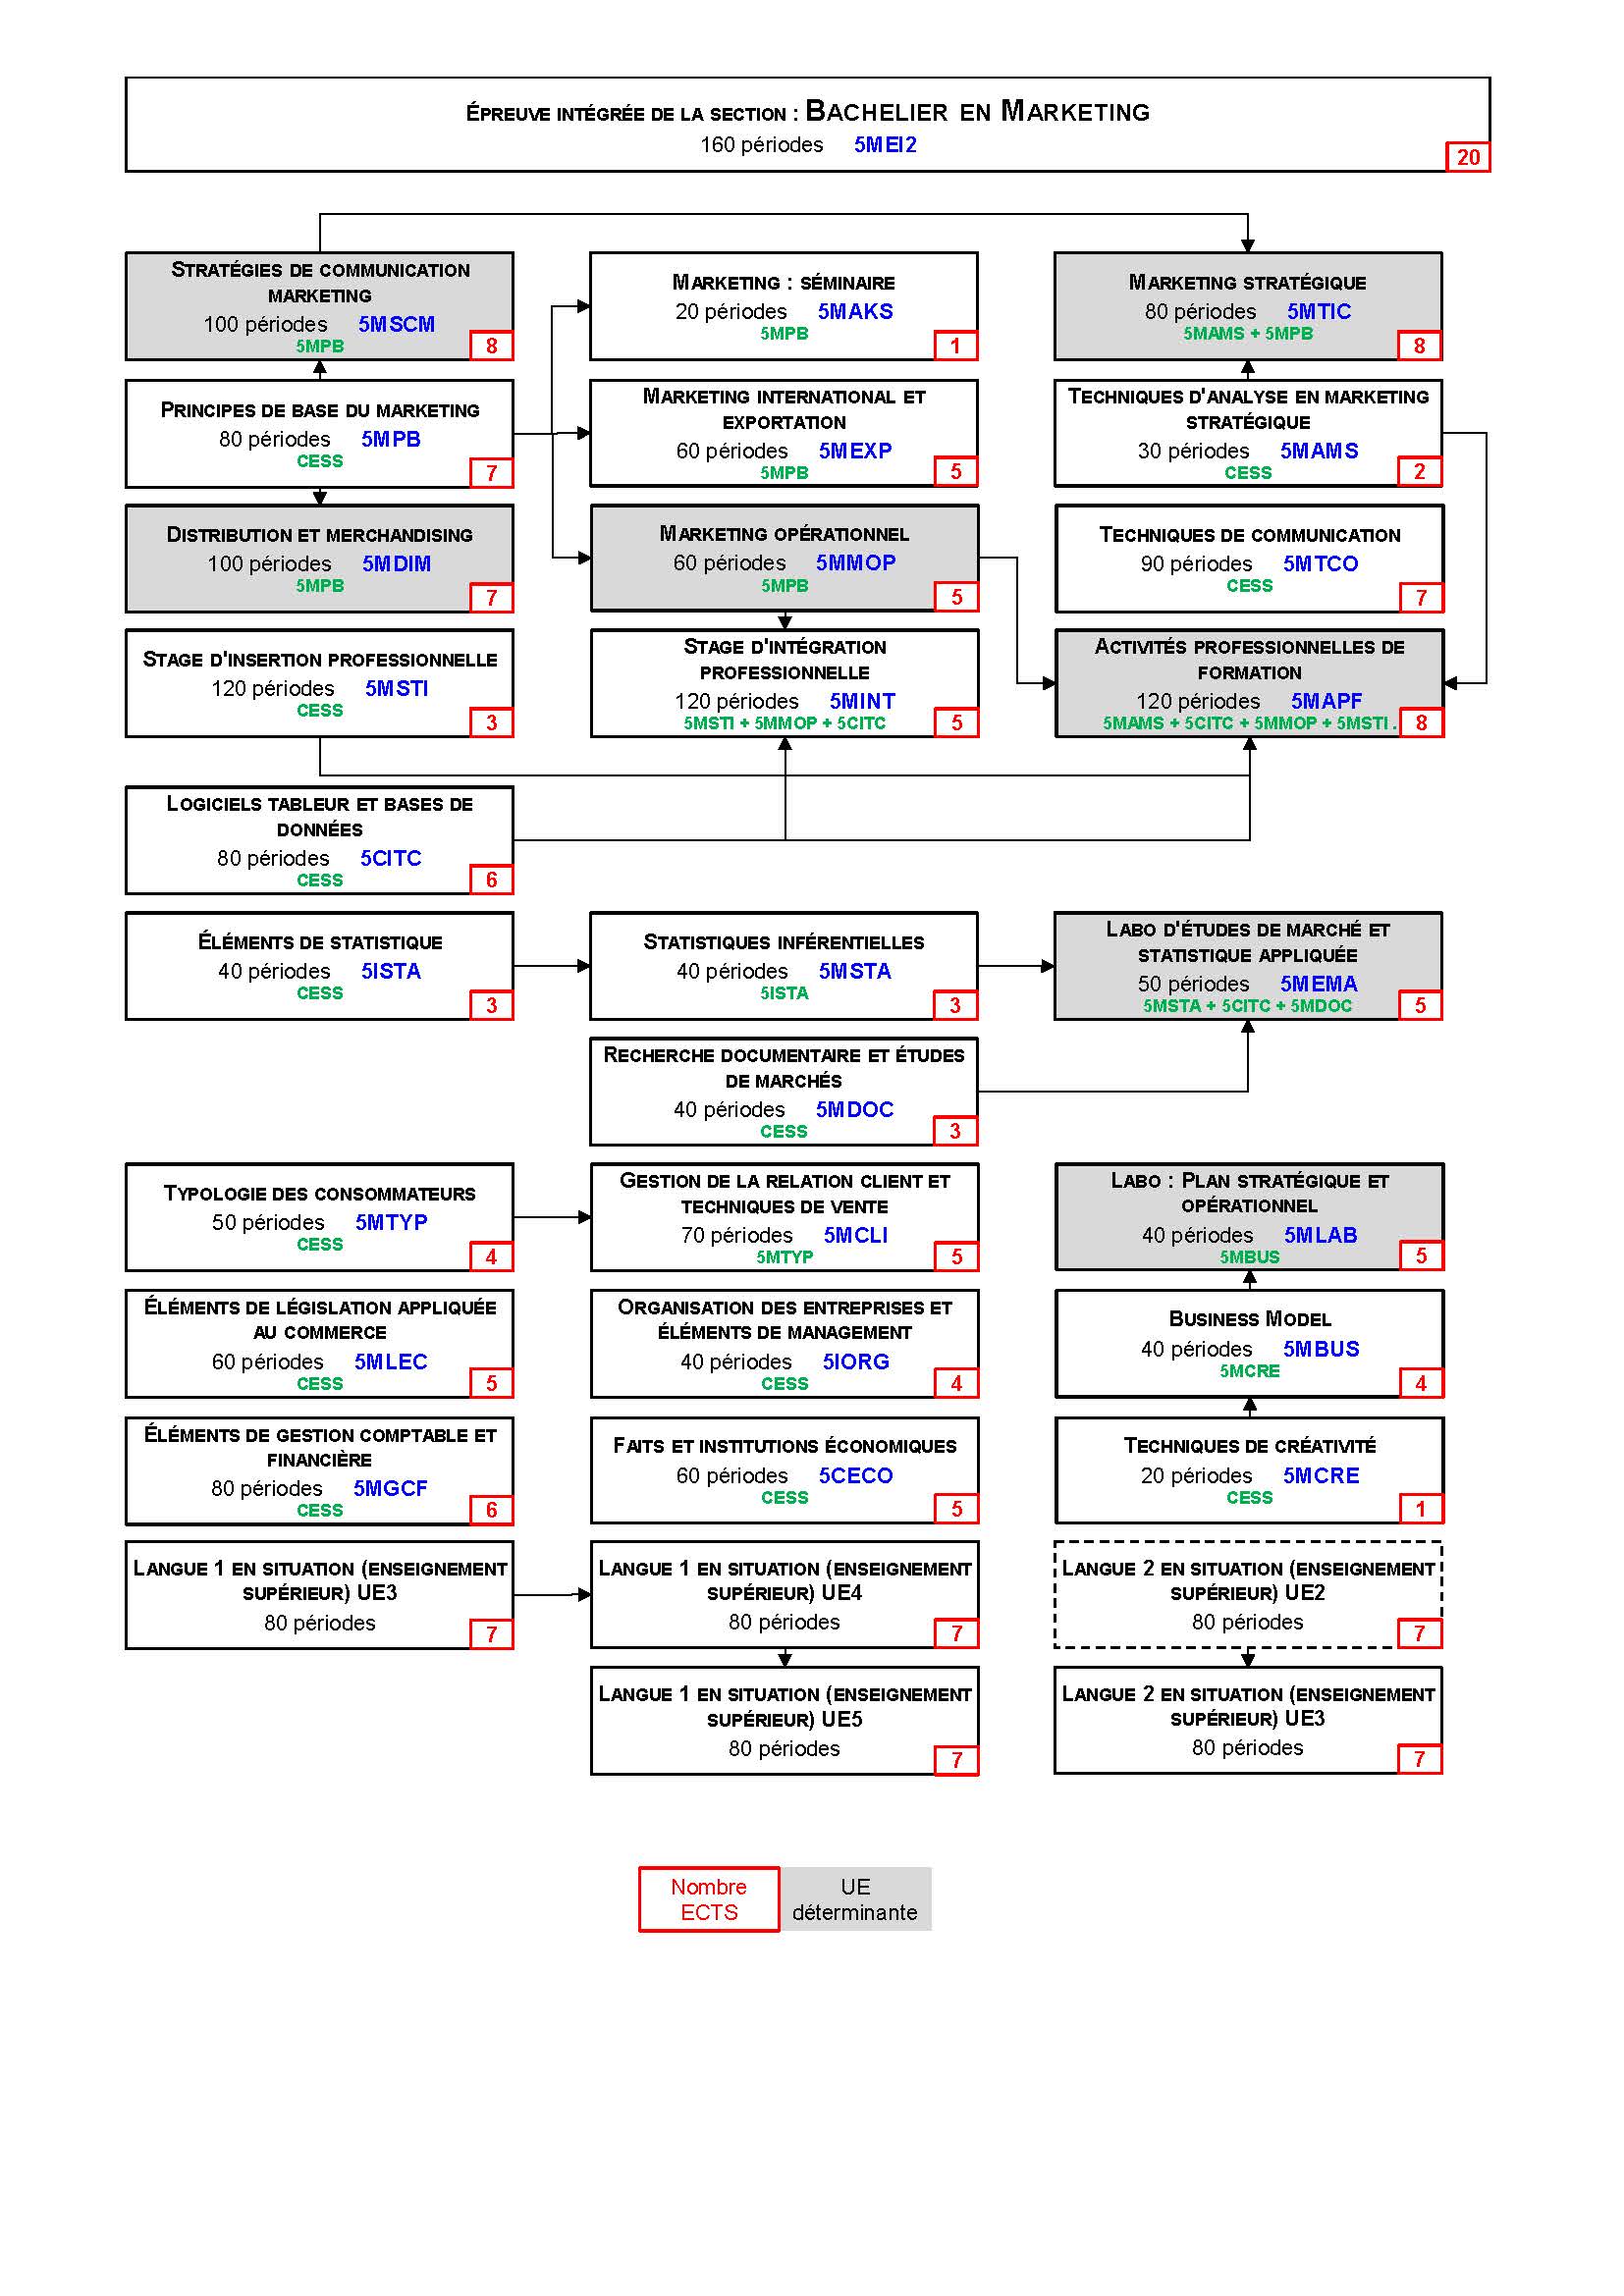 ÉPREUVE INTÉGRÉE DE LA SECTION : BACHELIER EN MARKETING
160 périodes 5MEI2
20
STRATÉGIES DE COMMUNICATION
MARKETING
100 périodes 5MSCM
5MPB
8
MARKETING : SÉMINAIRE
20 périodes 5MAKS
5MPB
1
MARKETING STRATÉGIQUE
80 périodes 5MTIC
5MAMS + 5MPB
8
PRINCIPES DE BASE DU MARKETING
80 périodes 5MPB
CESS
7
MARKETING INTERNATIONAL ET
EXPORTATION
60 périodes 5MEXP
5MPB
5
TECHNIQUES D'ANALYSE EN MARKETING
STRATÉGIQUE
30 périodes 5MAMS
CESS
2
DISTRIBUTION ET MERCHANDISING
100 périodes 5MDIM
5MPB
7
MARKETING OPÉRATIONNEL
60 périodes 5MMOP
5MPB
5
TECHNIQUES DE COMMUNICATION
90 périodes 5MTCO
CESS
7
STAGE D'INSERTION PROFESSIONNELLE
120 périodes 5MSTI
CESS
3
STAGE D'INTÉGRATION
PROFESSIONNELLE
120 périodes 5MINT
5MSTI + 5MMOP + 5CITC
5
ACTIVITÉS PROFESSIONNELLES DE
FORMATION
120 périodes 5MAPF
5MAMS + 5CITC + 5MMOP + 5MSTI .
8
LOGICIELS TABLEUR ET BASES DE
DONNÉES
80 périodes 5CITC
CESS
6
ÉLÉMENTS DE STATISTIQUE
40 périodes 5ISTA
CESS
3
STATISTIQUES INFÉRENTIELLES
40 périodes 5MSTA
5ISTA
3
LABO D'ÉTUDES DE MARCHÉ ET
STATISTIQUE APPLIQUÉE
50 périodes 5MEMA
5MSTA + 5CITC + 5MDOC
5
RECHERCHE DOCUMENTAIRE ET ÉTUDES
DE MARCHÉS
40 périodes 5MDOC
CESS
3
TYPOLOGIE DES CONSOMMATEURS
50 périodes 5MTYP
CESS
4
GESTION DE LA RELATION CLIENT ET
TECHNIQUES DE VENTE
70 périodes 5MCLI
5MTYP
5
LABO : PLAN STRATÉGIQUE ET
OPÉRATIONNEL
40 périodes 5MLAB
5MBUS
5
ÉLÉMENTS DE LÉGISLATION APPLIQUÉE
AU COMMERCE
60 périodes 5MLEC
CESS
5
ORGANISATION DES ENTREPRISES ET
ÉLÉMENTS DE MANAGEMENT
40 périodes 5IORG
CESS
4
BUSINESS MODEL
40 périodes 5MBUS
5MCRE
4
ÉLÉMENTS DE GESTION COMPTABLE ET
FINANCIÈRE
80 périodes 5MGCF
CESS
6
FAITS ET INSTITUTIONS ÉCONOMIQUES
60 périodes 5CECO
CESS
5
TECHNIQUES DE CRÉATIVITÉ
20 périodes 5MCRE
CESS
1
LANGUE 1 EN SITUATION (ENSEIGNEMENT
SUPÉRIEUR) UE3
80 périodes
7
LANGUE 1 EN SITUATION (ENSEIGNEMENT
SUPÉRIEUR) UE4
80 périodes
7
LANGUE 2 EN SITUATION (ENSEIGNEMENT
SUPÉRIEUR) UE2
80 périodes
7
LANGUE 1 EN SITUATION (ENSEIGNEMENT
SUPÉRIEUR) UE5
80 périodes
7
LANGUE 2 EN SITUATION (ENSEIGNEMENT
SUPÉRIEUR) UE3
80 périodes
7
Nombre
ECTS
UE
déterminante